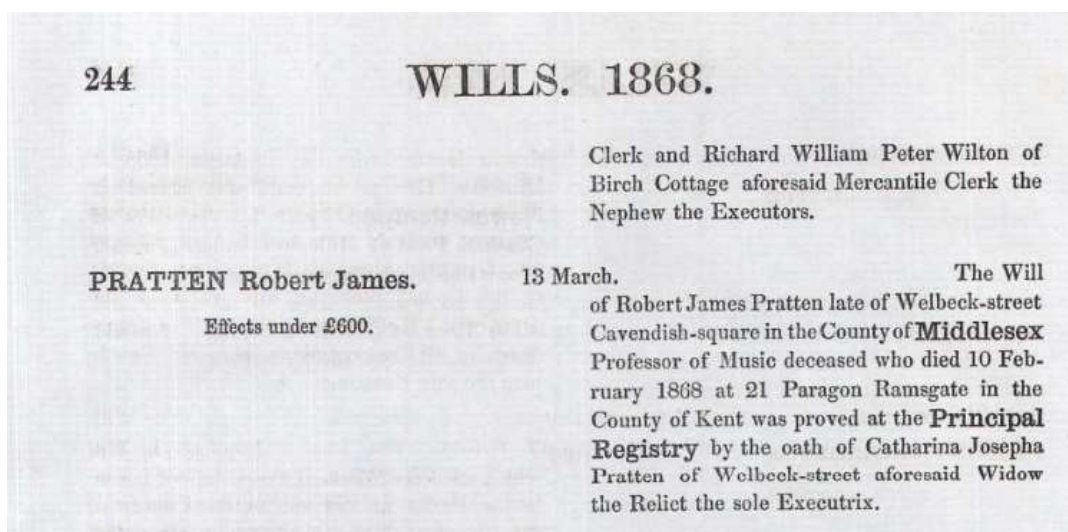 244
WILLS. 1868.
Clerk and Richard William Peter Wilton of
Birch Cottage aforesaid Mercantile Clerk the
Nephew the Executors.
PRATTEN Robert James.
Effects under £600.
13 March.
The Will
of Robert James Pratten late of Welbeck-street
Cavendish-square in the County of Middlesex
Professor of Music deceased who died 10 Feb-
ruary 1868 at 21 Paragon Ramsgate in the
County of Kent was proved at the Principal
Registry by the oath of Catharina Josepha
Pratten of Welbeck-street aforesaid Widow
the Relict the sole Executrix.